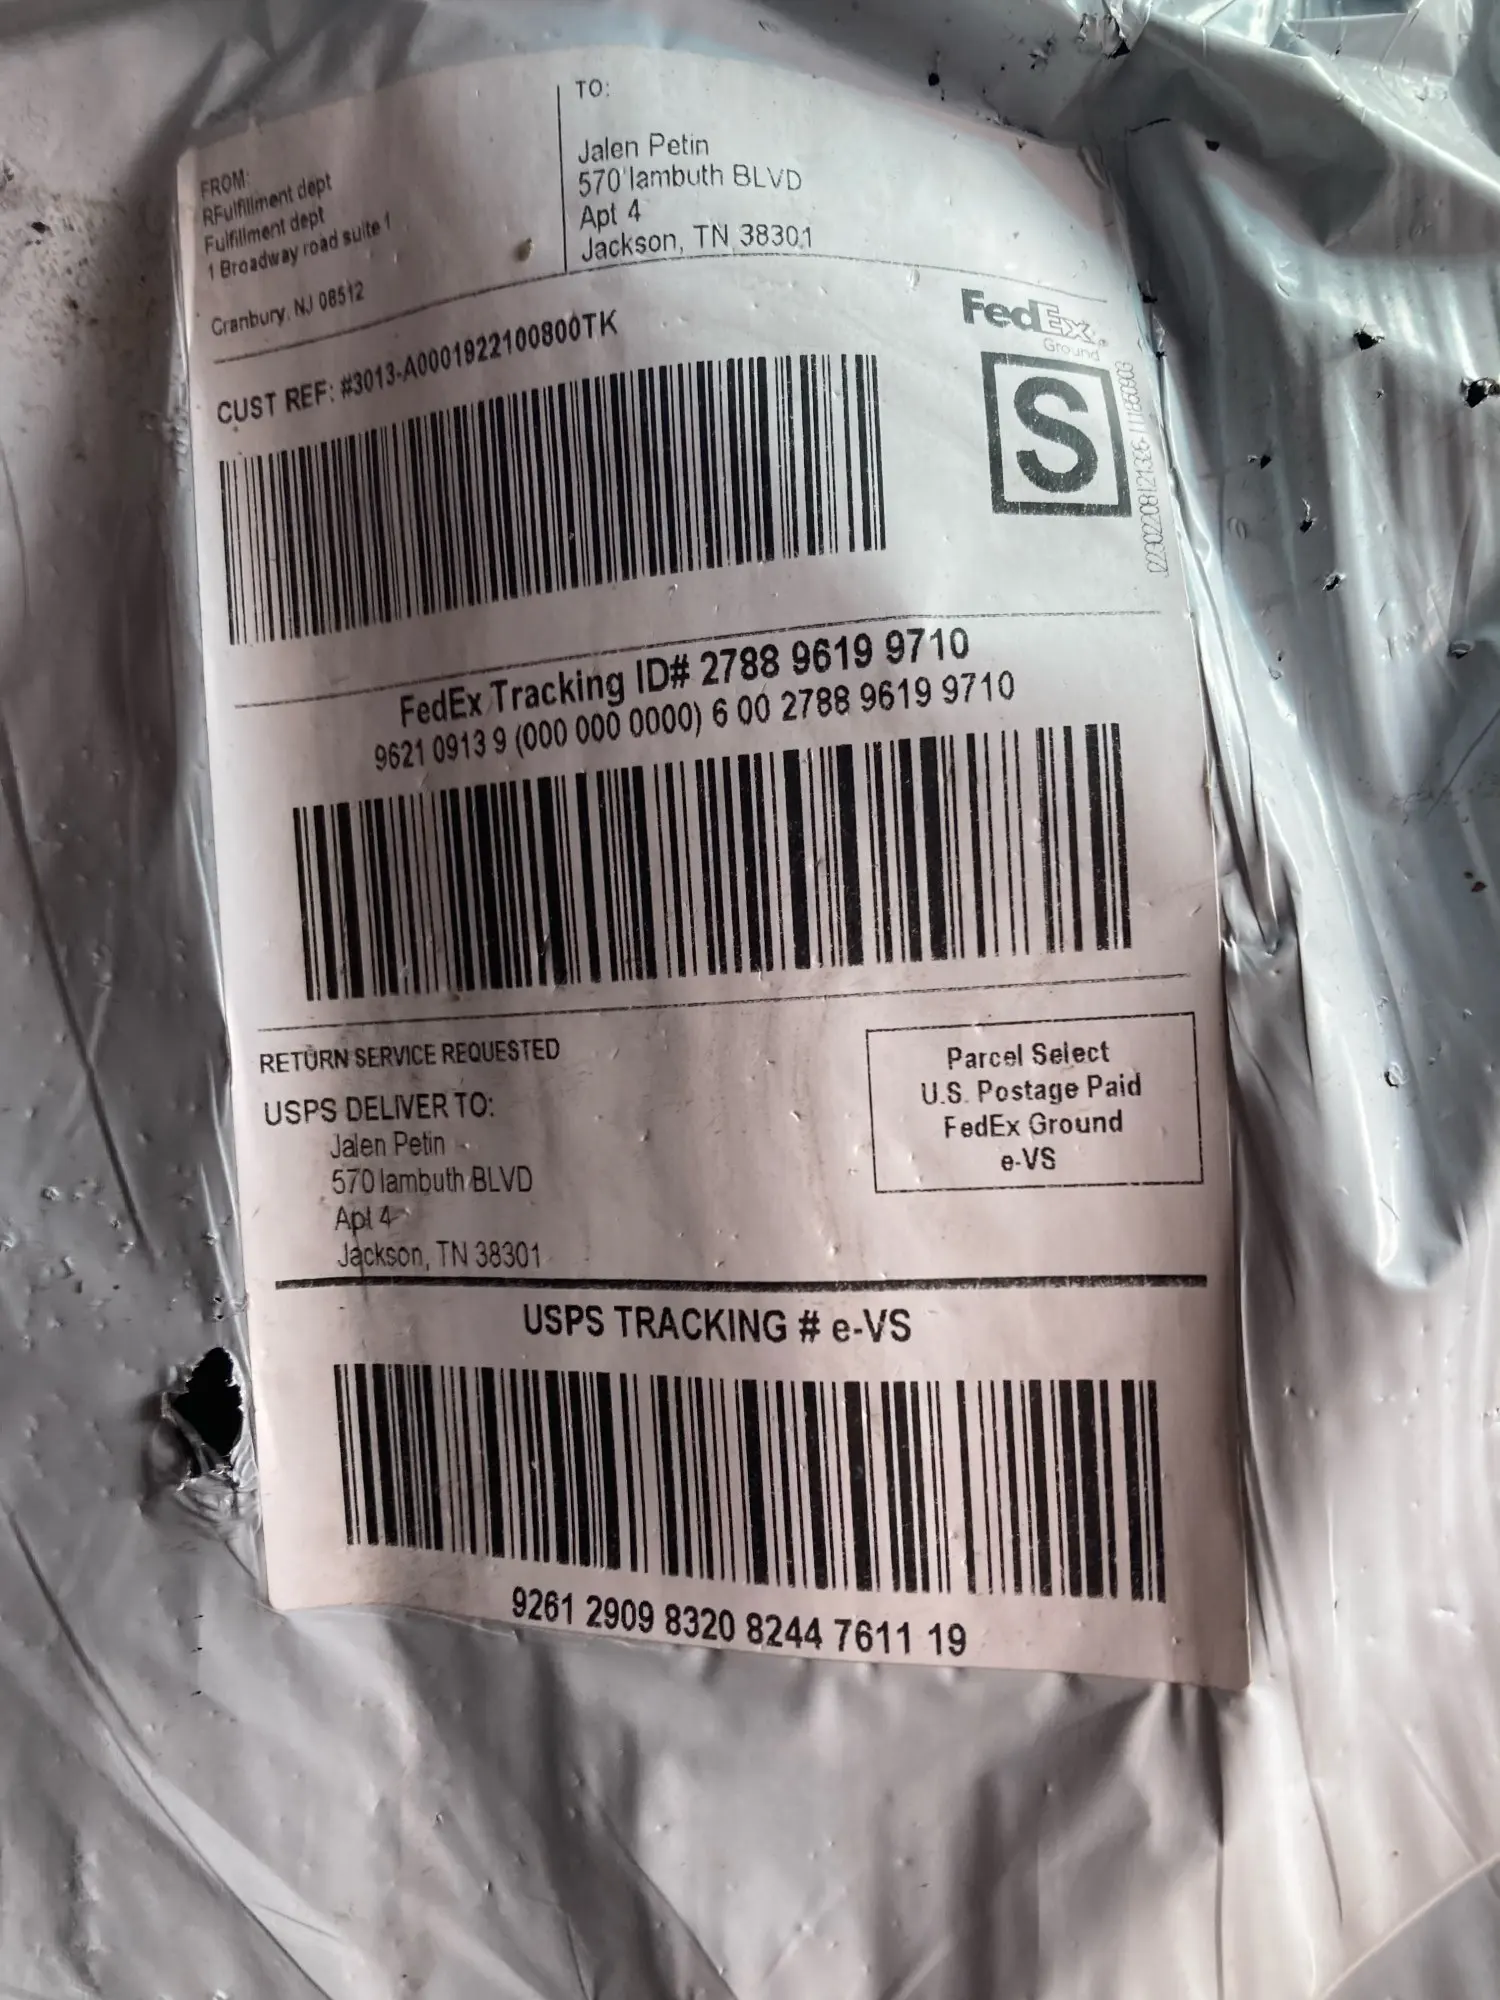 FROM:
RFulfillment dept
Fulfillment dept
1 Broadway road suite 1
Cranbury, NJ 08512
TO:
Jalen Petin
570 lambuth BLVD
Apt 4
Jackson, TN 38301
CUST REF: #3013-A0001922100800TK
FedEx
Ground
S
FedEx Tracking ID# 2788 9619 9710
9621 0913 9 (000 000 0000) 6 00 2788 9619 9710
RETURN SERVICE REQUESTED
USPS DELIVER TO:
Jalen Petin
570 lambuth BLVD
Apt 4
Jackson, TN 38301
Parcel Select
U.S. Postage Paid
FedEx Ground
e-VS
USPS TRACKING # e-VS
9261 2909 8320 8244 7611 19